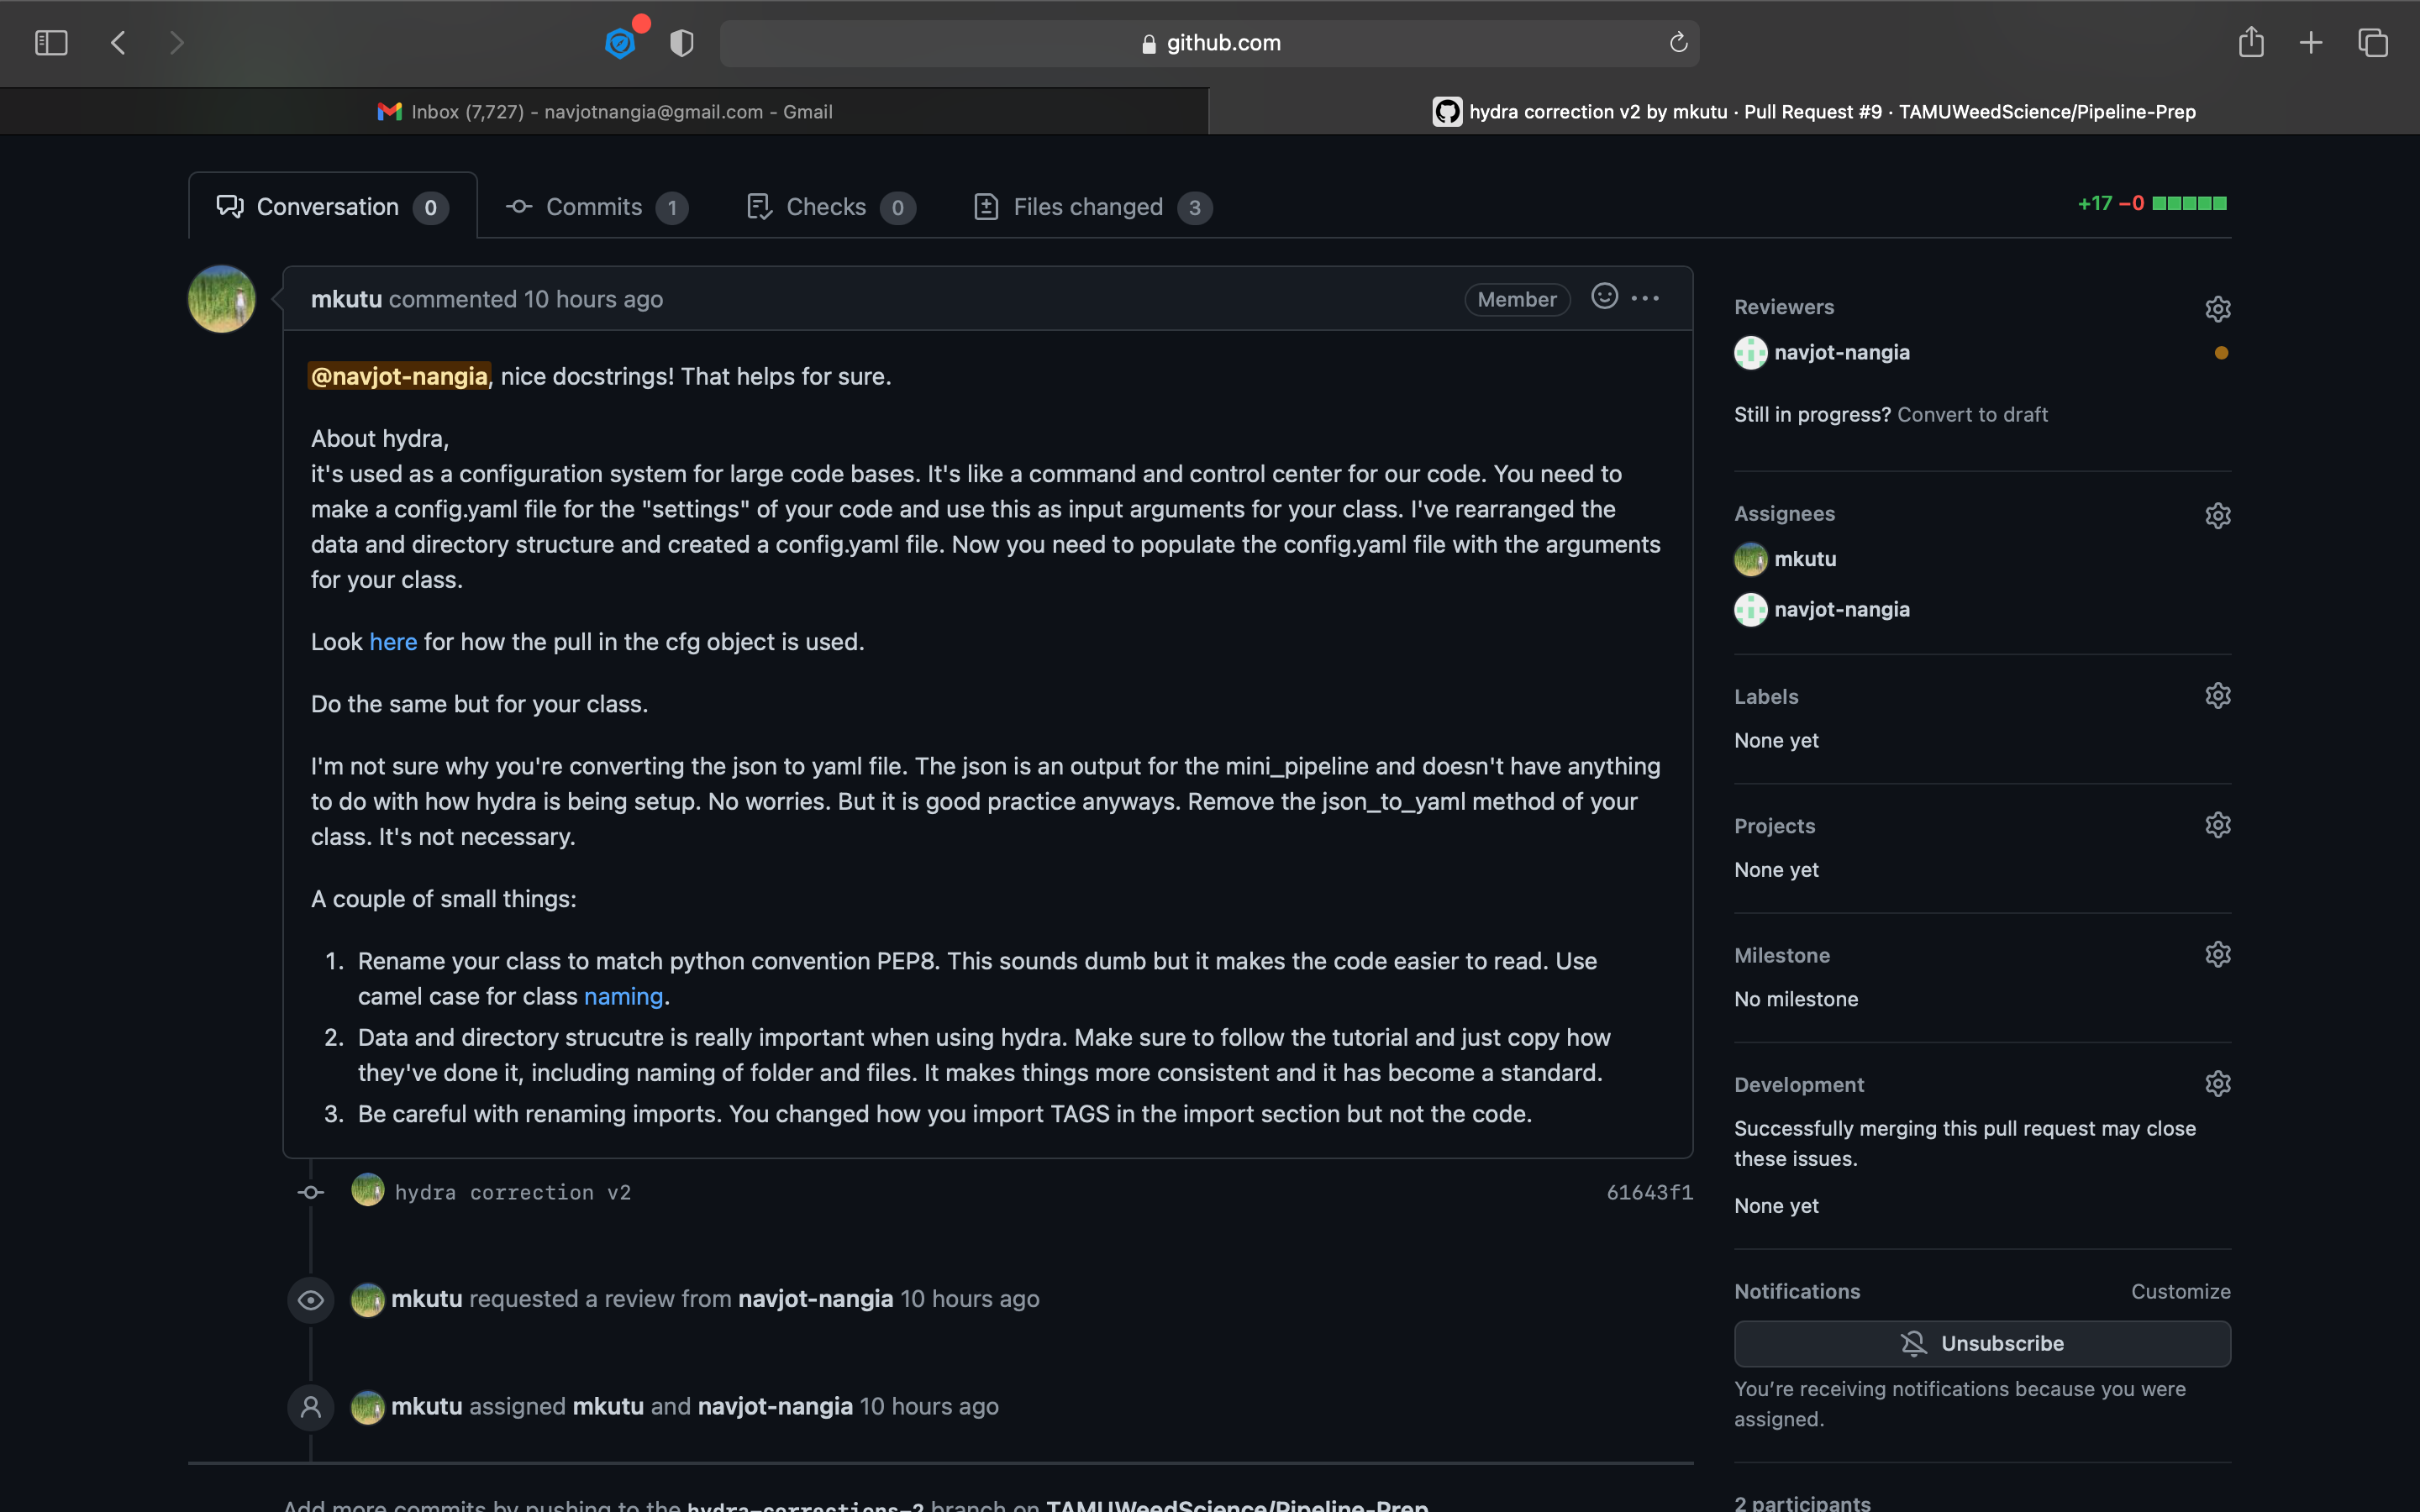 github.com
Inbox (7,727) - navjotnangia@gmail.com - Gmail
hydra correction v2 by mkutu · Pull Request #9 · TAMUWeedScience/Pipeline-Prep
Conversation 0
Commits 1
Checks 0
Files changed 3
+17 −0
mkutu commented 10 hours ago
Member
@navjot-nangia, nice docstrings! That helps for sure.
About hydra,
it's used as a configuration system for large code bases. It's like a command and control center for our code. You need to
make a config.yaml file for the "settings" of your code and use this as input arguments for your class. I've rearranged the
data and directory structure and created a config.yaml file. Now you need to populate the config.yaml file with the arguments
for your class.
Look here for how the pull in the cfg object is used.
Do the same but for your class.
I'm not sure why you're converting the json to yaml file. The json is an output for the mini_pipeline and doesn't have anything
to do with how hydra is being setup. No worries. But it is good practice anyways. Remove the json_to_yaml method of your
class. It's not necessary.
A couple of small things:
1. Rename your class to match python convention PEP8. This sounds dumb but it makes the code easier to read. Use
camel case for class naming.
2. Data and directory strucutre is really important when using hydra. Make sure to follow the tutorial and just copy how
they've done it, including naming of folder and files. It makes things more consistent and it has become a standard.
3. Be careful with renaming imports. You changed how you import TAGS in the import section but not the code.
hydra correction v2
61643f1
mkutu requested a review from navjot-nangia 10 hours ago
mkutu assigned mkutu and navjot-nangia 10 hours ago
Add more commits by pushing to the hydra-corrections-2 branch on TAMUWeedScience/Pipeline-Prep
Reviewers
navjot-nangia
Still in progress? Convert to draft
Assignees
mkutu
navjot-nangia
Labels
None yet
Projects
None yet
Milestone
No milestone
Development
Successfully merging this pull request may close
these issues.
None yet
Notifications
Customize
Unsubscribe
You're receiving notifications because you were
assigned.
2 participants